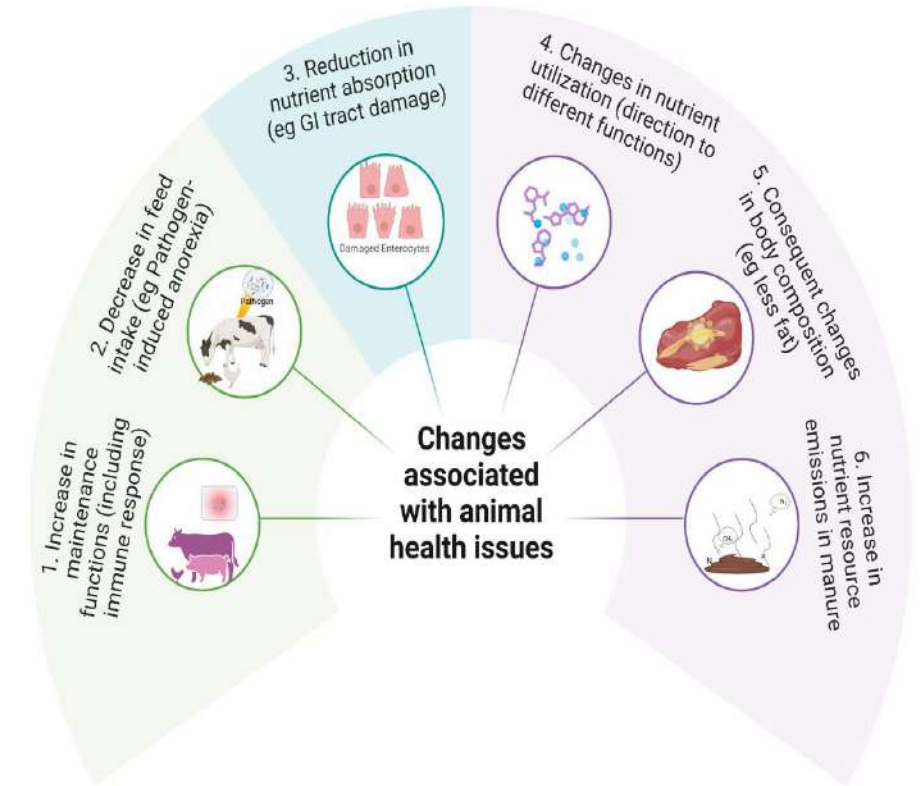 1. Increase in
maintenance
functions (including
immune response)
2. Decrease in feed
intake (eg Pathogen-
induced anorexia)
Pathogen
3. Reduction in
nutrient absorption
(eg GI tract damage)
Damaged Enterocytes
4. Changes in nutrient
utilization (direction to
different functions)
5. Consequent changes
in body composition
(eg less fat)
6. Increase in
nutrient resource
emissions in manure
N
Changes
associated
with animal
health issues